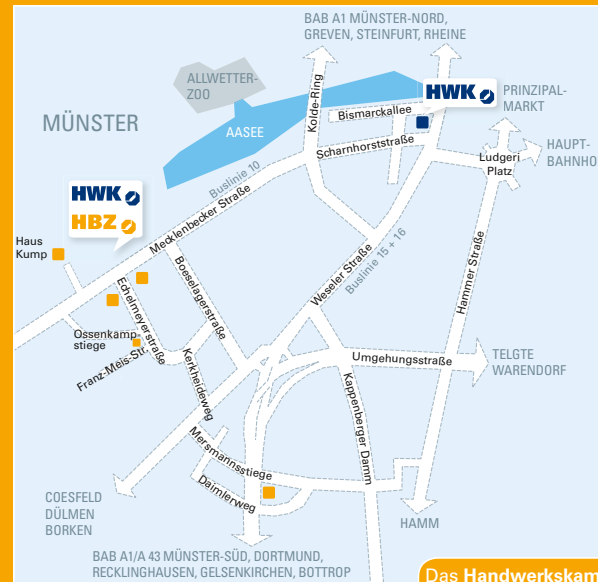 BAB A1 MÜNSTER-NORD,
GREVEN, STEINFURT, RHEINE
ALLWETTER-
ZOO
Kolde-Ring
HWK
PRINZIPAL-
MARKT
Bismarckallee
MÜNSTER
AASEE
Scharnhorststraße
HAUPT-
BAHNHO
Ludgeri
Platz
Buslinie 10
HWK
HBZ
Mecklenbecker Straße
Haus
Kump
Weseler Straße
Buslinie 15 + 16
Hammer Straße
Boeselagerstraße
Echelmeyerstraße
Ossenkamp-
stiege
Franz-Meis-Str.
Kerkheideweg
Umgehungsstraße
TELGTE
WARENDORF
Kappenberger Damm
Mersmannsstiege
Daimlerweg
COESFELD
DÜLMEN
BORKEN
HAMM
BAB A1/A 43 MÜNSTER-SÜD, DORTMUND,
RECKLINGHAUSEN, GELSENKIRCHEN, BOTTROP
Das Handwerkskam